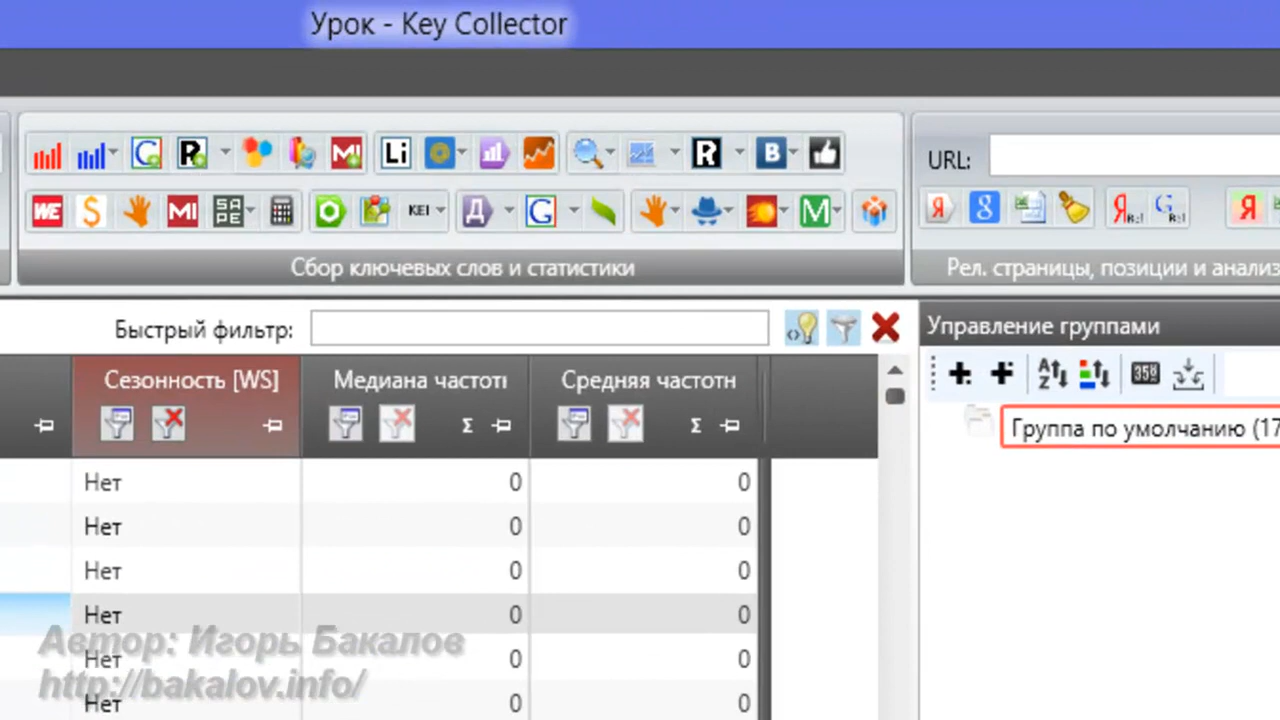 Урок - Key Collector
URL:
Сбор ключевых слов и статистики
Рел. страницы, позиции и анализ
Быстрый фильтр:
Управление группами
Сезонность [WS]
Медиана частот
Средняя частотн
Группа по умолчанию (17
Нет 0 0
Нет 0 0
Нет 0 0
Нет 0 0
Нет 0 0
Нет 0 0
Автор: Игорь Бакалов
http://bakalov.info/